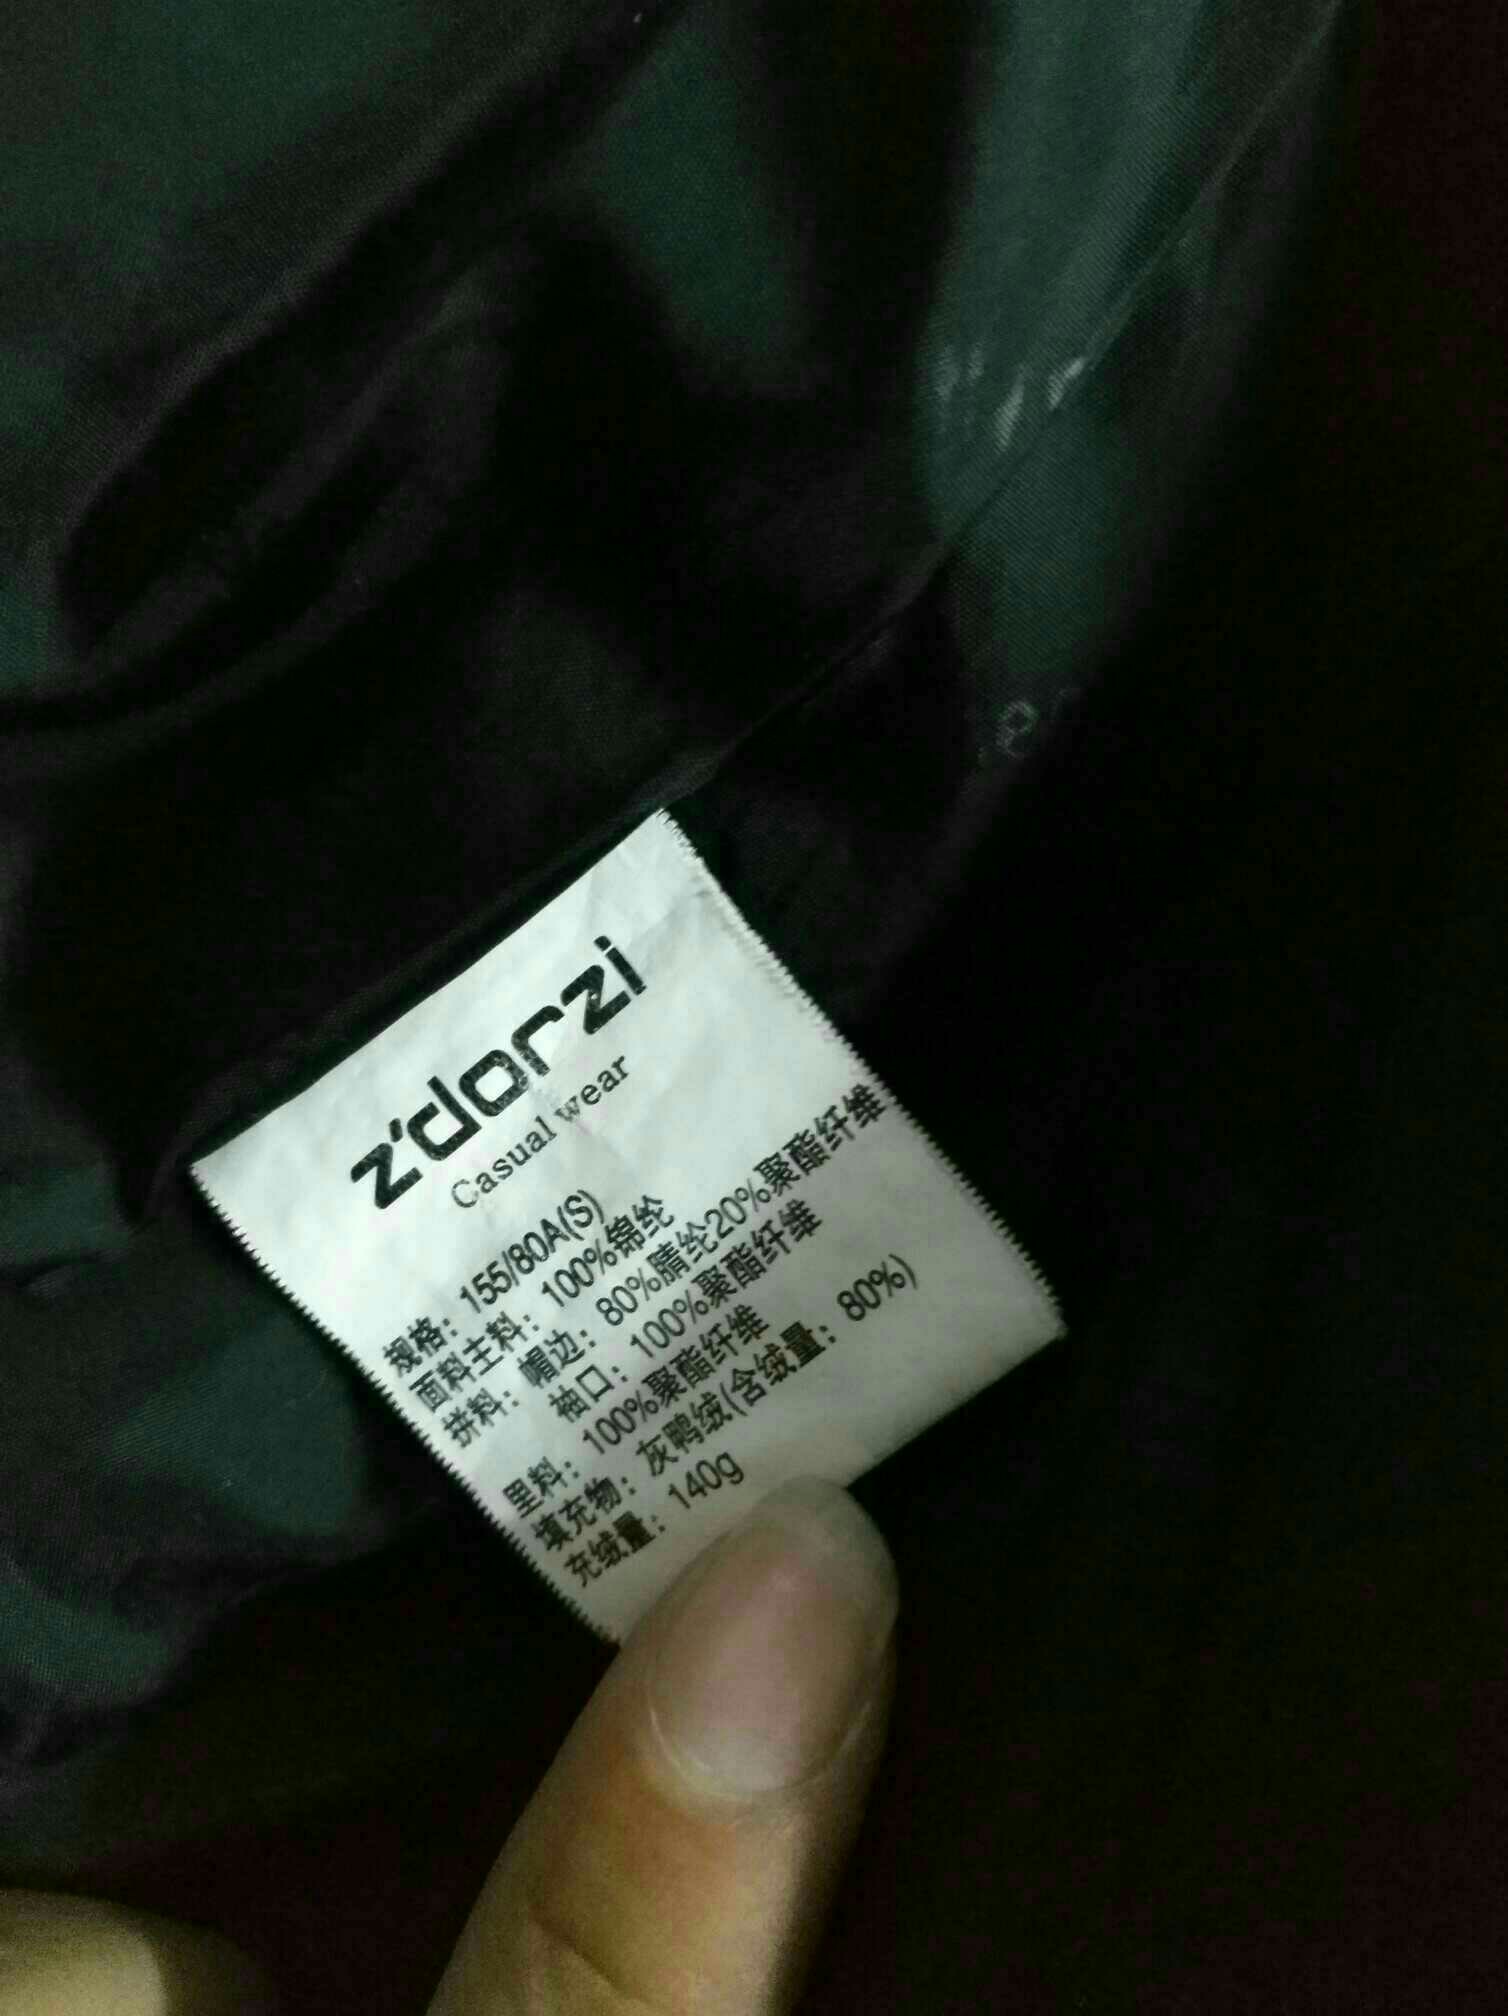 z'dorzi
Casual wear
规格：155/80A(S)
面料主料：100%锦纶
拼料：帽边：80%腈纶20%聚酯纤维
袖口：100%聚酯纤维
里料：100%聚酯纤维
填充物：灰鸭绒(含绒量：80%)
充绒量：140g